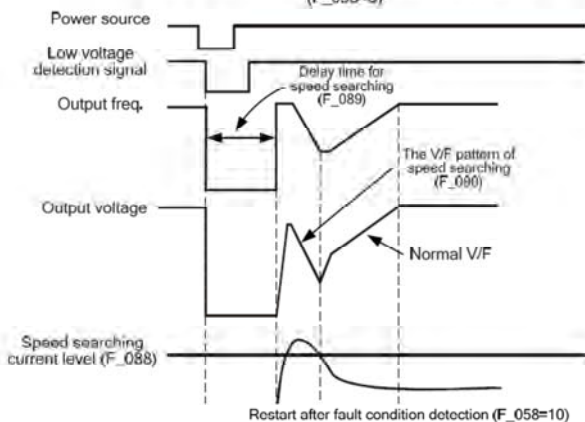 Power source
Low voltage
detection signal
Delay time for
speed searching
(F_089)
Output freq.
The V/F pattern of
speed searching
(F_090)
Output voltage
Normal V/F
Speed searching
current level (F_088)
Restart after fault condition detection (F_058=10)